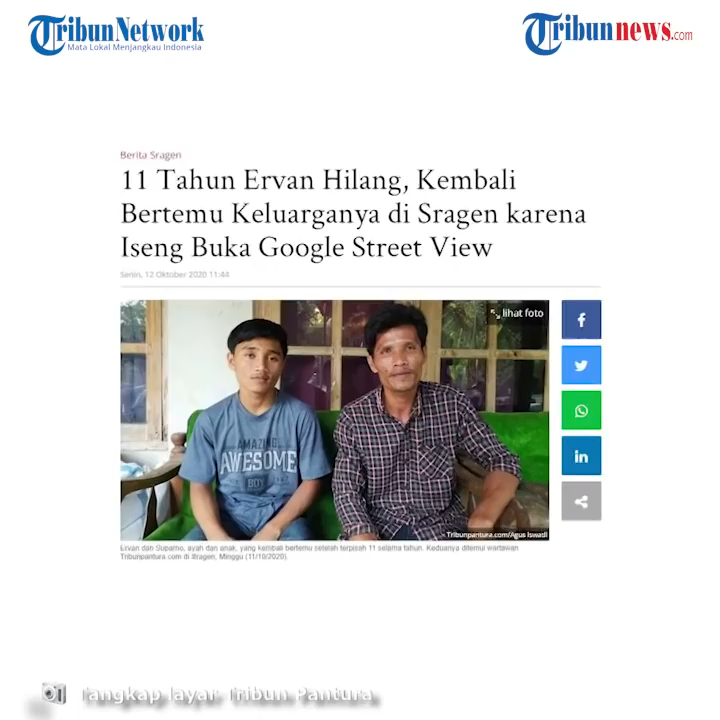 TribunNetwork
Mata Lokal Menjangkau Indonesia
Tribunnews.com
Berita Sragen
11 Tahun Ervan Hilang, Kembali
Bertemu Keluarganya di Sragen karena
Iseng Buka Google Street View
Senin, 12 Oktober 2020 11:44
lihat foto
AMAZING
AWESOME
BOY
Tribunpantura.com/Agus Iswadi
Ervan dan Suparno, ayah dan anak, yang kembali bertemu setelah terpisah 11 selama tahun. Keduanya ditemui wartawan
Tribunpantura.com di Sragen, Minggu (11/10/2020).
Tangkap layar Tribun Pantura